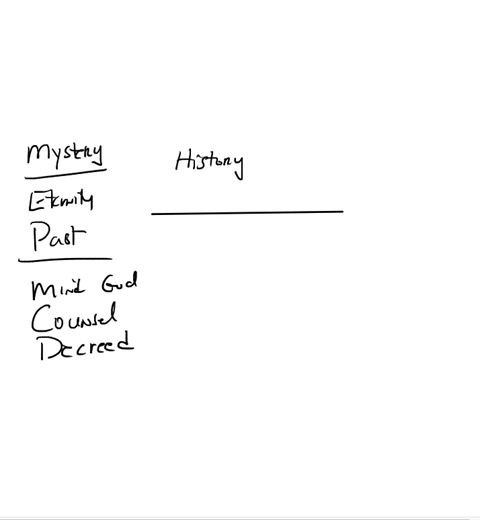 Mystery
History
Eternity
Past
Mind God
Counsel
Decreed